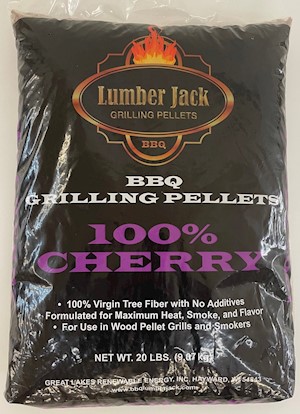 Lumber Jack
GRILLING PELLETS
BBQ
BBQ
GRILLING PELLETS
100%
CHERRY
• 100% Virgin Tree Fiber with No Additives
• Formulated for Maximum Heat, Smoke, and Flavor
• For Use in Wood Pellet Grills and Smokers
NET WT. 20 LBS. (9.07kg)
GREAT LAKES RENEWABLE ENERGY, INC. HAYWARD, WI 54843